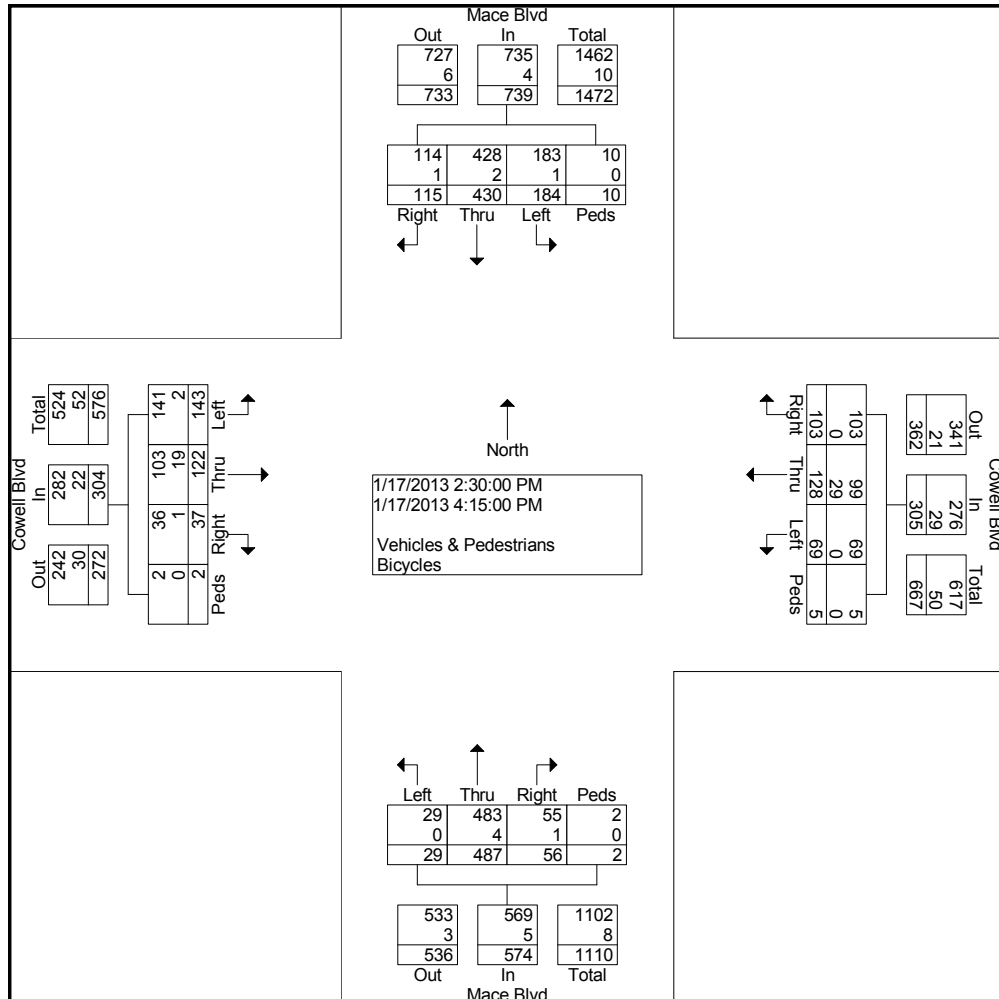 Mace Blvd
Out In Total
727 735 1462
6 4 10
733 739 1472
114 428 183 10
1 2 1 0
115 430 184 10
Right Thru Left Peds
Cowell Blvd
Total In Out
524 282 242
52 22 30
576 304 272
141 103 36 2
2 19 1 0
143 122 37 2
Left Thru Right Peds
North
1/17/2013 2:30:00 PM
1/17/2013 4:15:00 PM
Vehicles & Pedestrians
Bicycles
Right Thru Left Peds
103 99 69 5
0 29 0 0
103 128 69 5
Out In Total
341 276 617
21 29 50
362 305 667
Cowell Blvd
Left Thru Right Peds
29 483 55 2
0 4 1 0
29 487 56 2
533 569 1102
3 5 8
536 574 1110
Out In Total
Mace Blvd